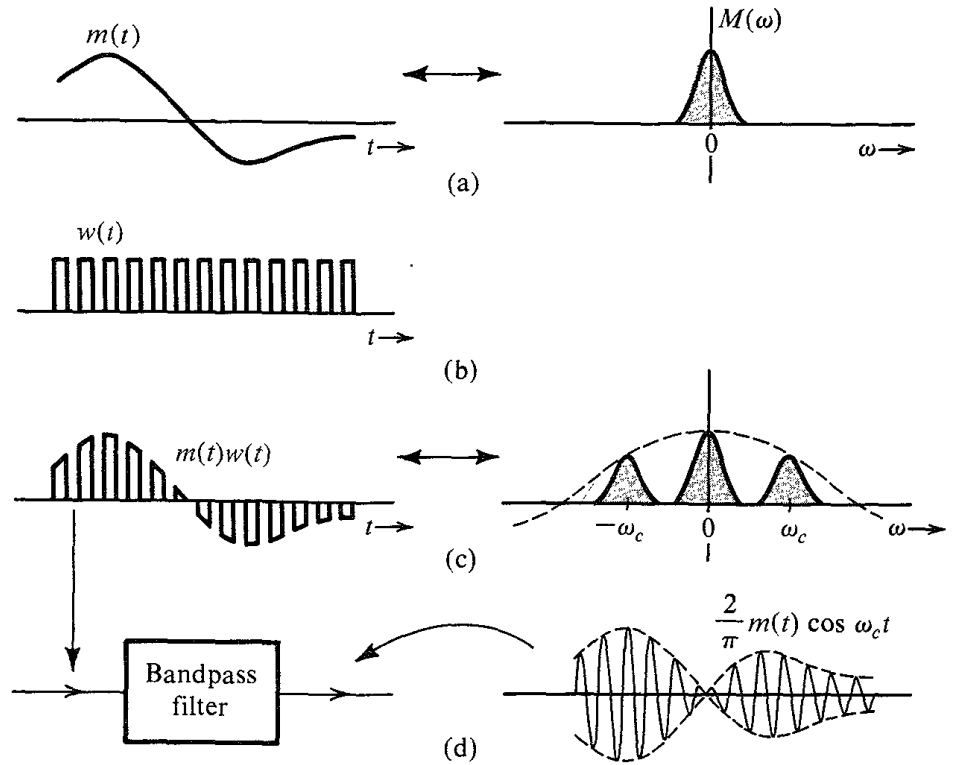 m(t)
M(ω)
t→
0
ω→
(a)
w(t)
t→
(b)
m(t)w(t)
t→
−ω_c
0
ω_c
ω→
(c)
2/π m(t) cos ω_c t
Bandpass
filter
(d)